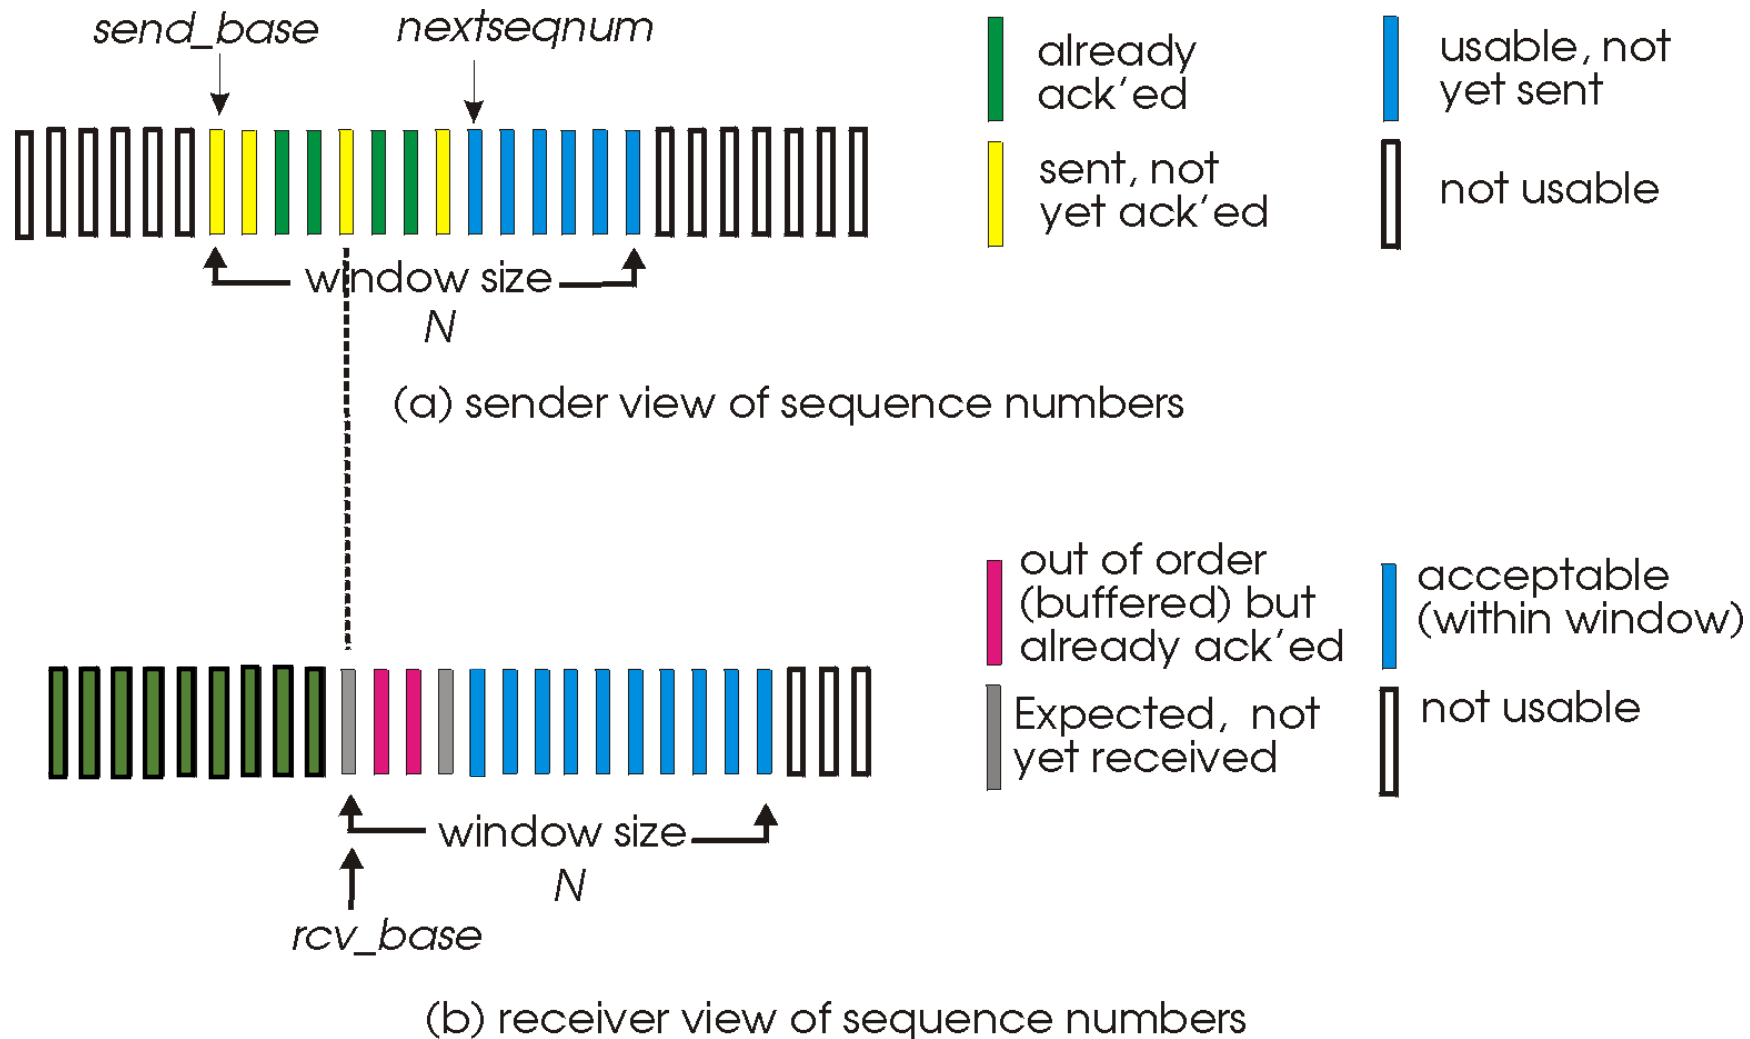 send_base
nextseqnum
already
ack'ed
usable, not
yet sent
sent, not
yet ack'ed
not usable
window size
N
(a) sender view of sequence numbers
out of order
(buffered) but
already ack'ed
acceptable
(within window)
Expected, not
yet received
not usable
window size
N
rcv_base
(b) receiver view of sequence numbers